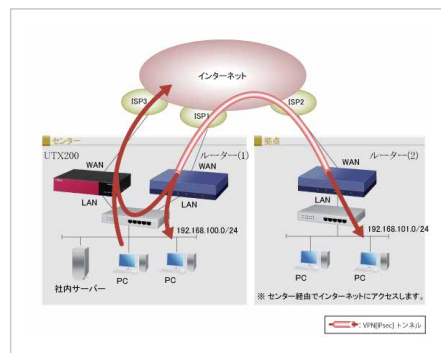 インターネット
ISP3
ISP1
ISP2
センター
UTX200
WAN
ルーター(1)
WAN
LAN
LAN
192.168.100.0/24
社内サーバー
PC
PC
拠点
ルーター(2)
WAN
LAN
192.168.101.0/24
PC
PC
※ センター経由でインターネットにアクセスします。
: VPN[IPsec] トンネル